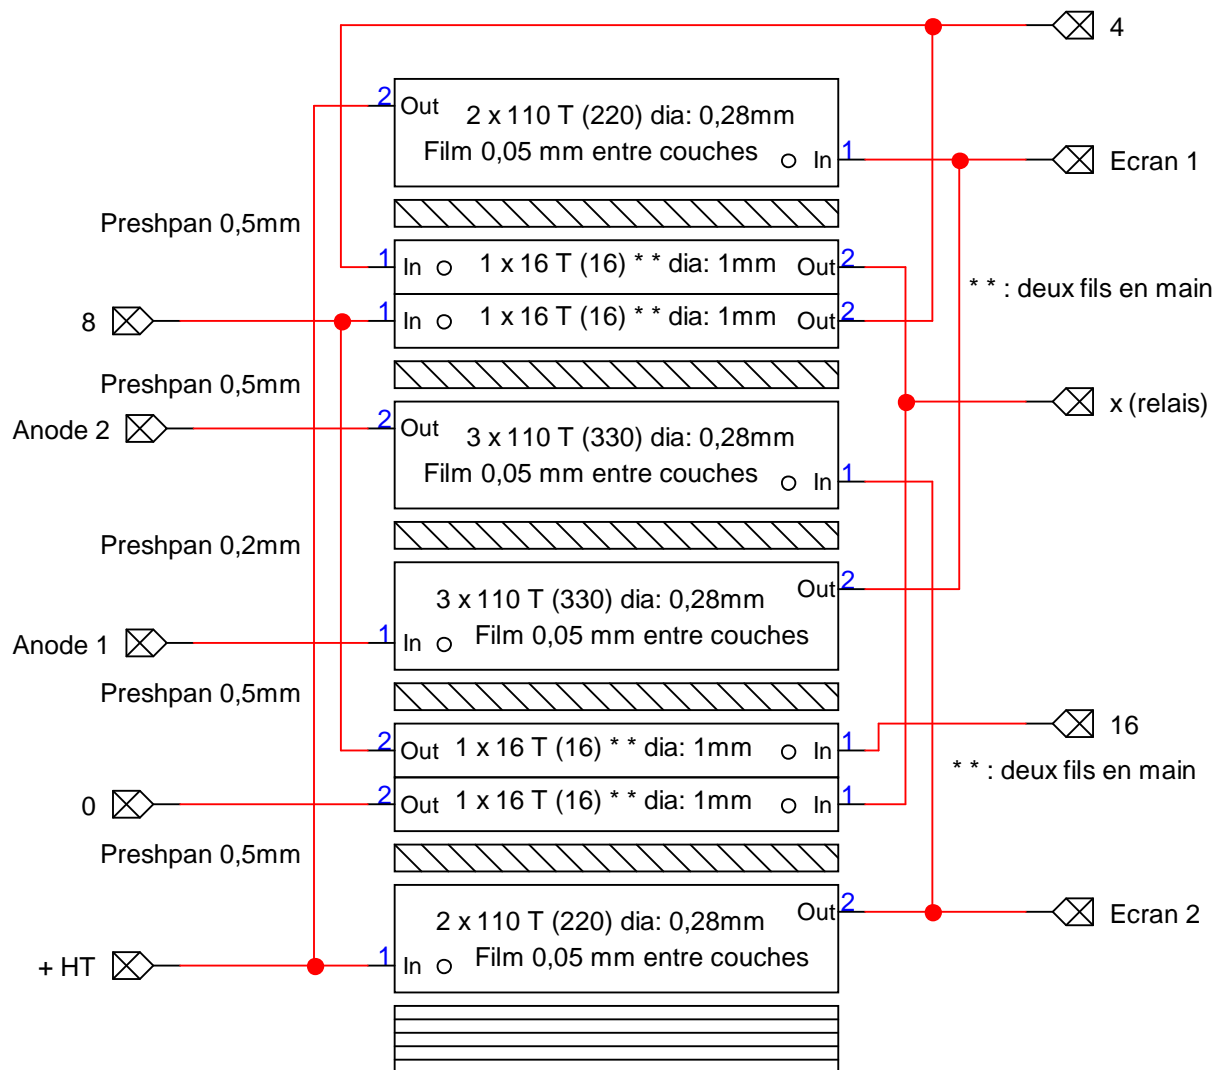 4
2 Out 2 x 110 T (220) dia: 0,28mm
Film 0,05 mm entre couches In 1 Ecran 1
Preshpan 0,5mm
1 In 1 x 16 T (16) * * dia: 1mm Out 2
* * : deux fils en main
8 1 In 1 x 16 T (16) * * dia: 1mm Out 2
Preshpan 0,5mm
x (relais)
Anode 2 2 Out 3 x 110 T (330) dia: 0,28mm
Film 0,05 mm entre couches In 1
Preshpan 0,2mm
3 x 110 T (330) dia: 0,28mm Out 2
Anode 1 1 In Film 0,05 mm entre couches
Preshpan 0,5mm
16
2 Out 1 x 16 T (16) * * dia: 1mm In 1
* * : deux fils en main
0 2 Out 1 x 16 T (16) * * dia: 1mm In 1
Preshpan 0,5mm
2 x 110 T (220) dia: 0,28mm Out 2 Ecran 2
+ HT 1 In Film 0,05 mm entre couches